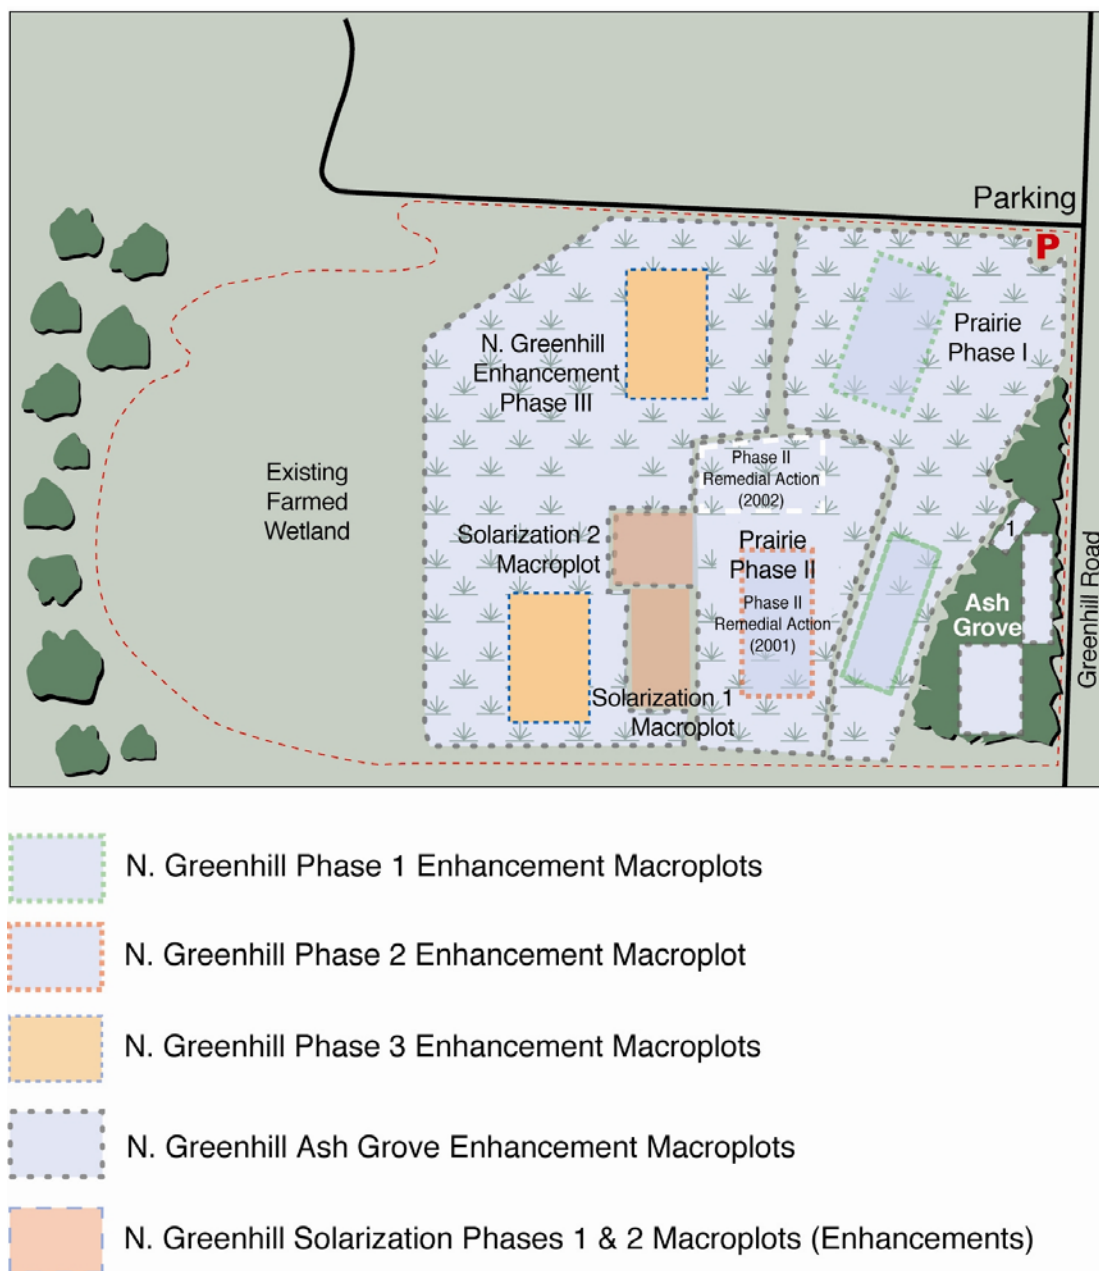 Parking
P
Prairie
Phase I
N. Greenhill
Enhancement
Phase III
Phase II
Remedial Action
(2002)
Existing
Farmed
Wetland
Solarization 2
Macroplot
Prairie
Phase II
Phase II
Remedial Action
(2001)
1
Ash
Grove
Greenhill Road
Solarization 1
Macroplot
N. Greenhill Phase 1 Enhancement Macroplots
N. Greenhill Phase 2 Enhancement Macroplot
N. Greenhill Phase 3 Enhancement Macroplots
N. Greenhill Ash Grove Enhancement Macroplots
N. Greenhill Solarization Phases 1 & 2 Macroplots (Enhancements)